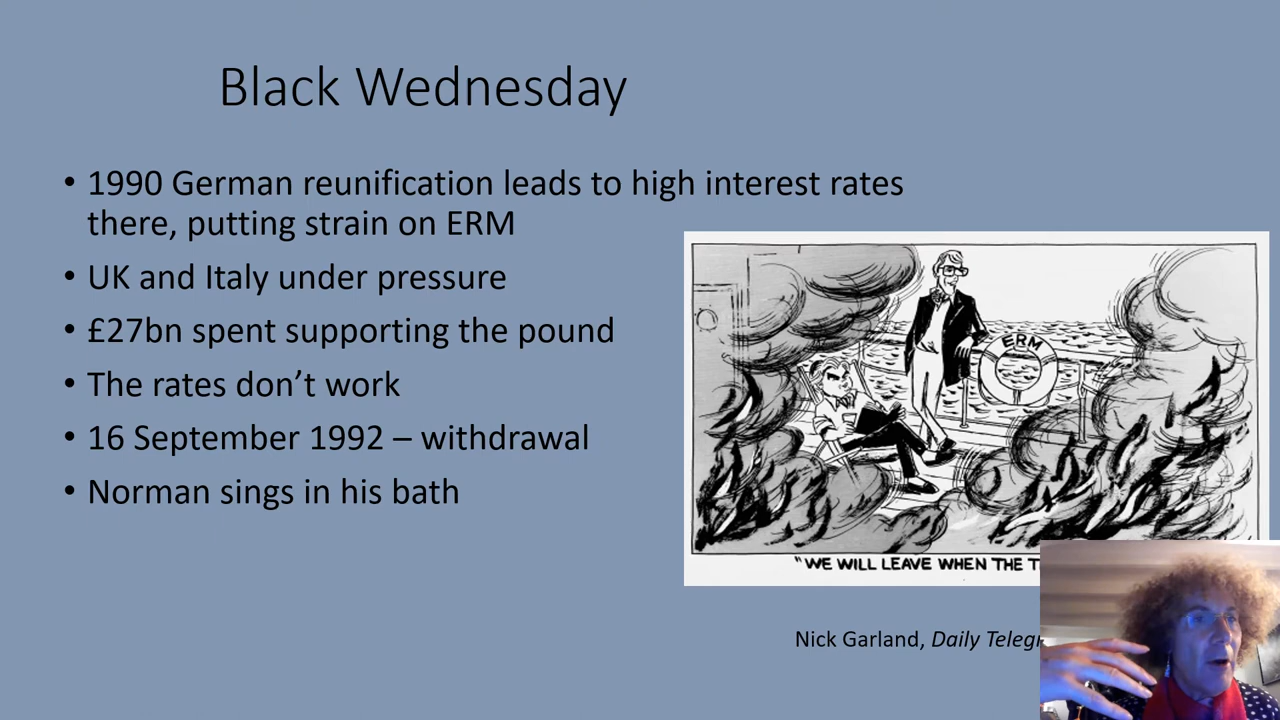 Black Wednesday
• 1990 German reunification leads to high interest rates
there, putting strain on ERM
• UK and Italy under pressure
• £27bn spent supporting the pound
• The rates don’t work
• 16 September 1992 – withdrawal
• Norman sings in his bath
ERM
"WE WILL LEAVE WHEN THE
Nick Garland, Daily